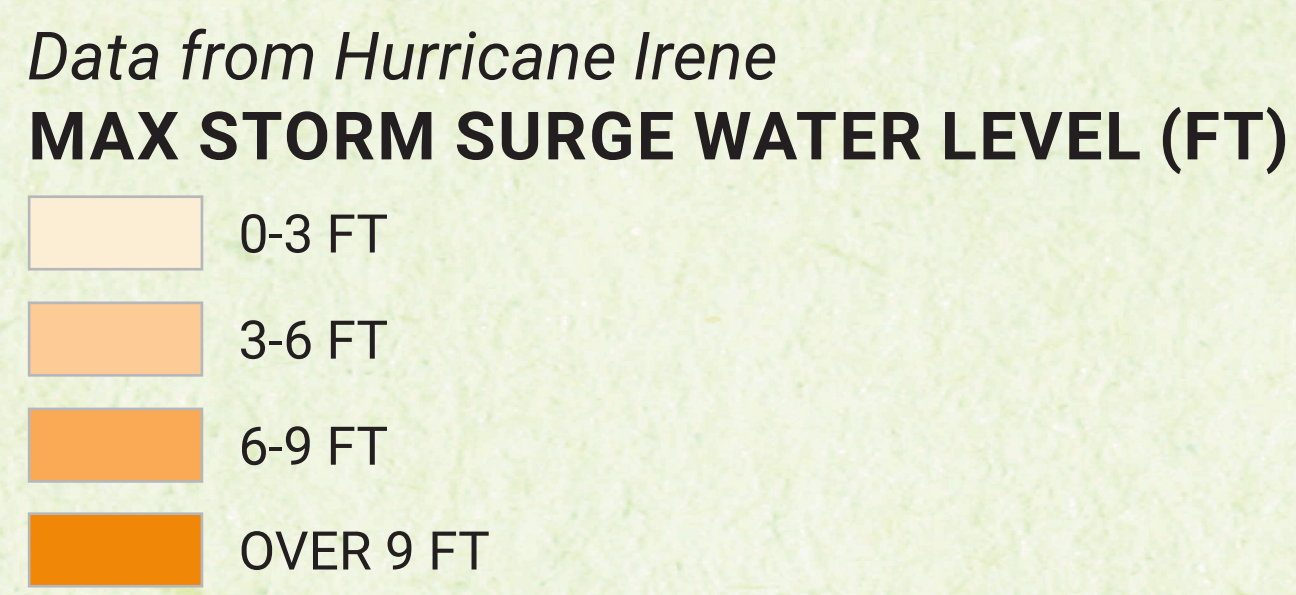 Data from Hurricane Irene
MAX STORM SURGE WATER LEVEL (FT)
0-3 FT
3-6 FT
6-9 FT
OVER 9 FT